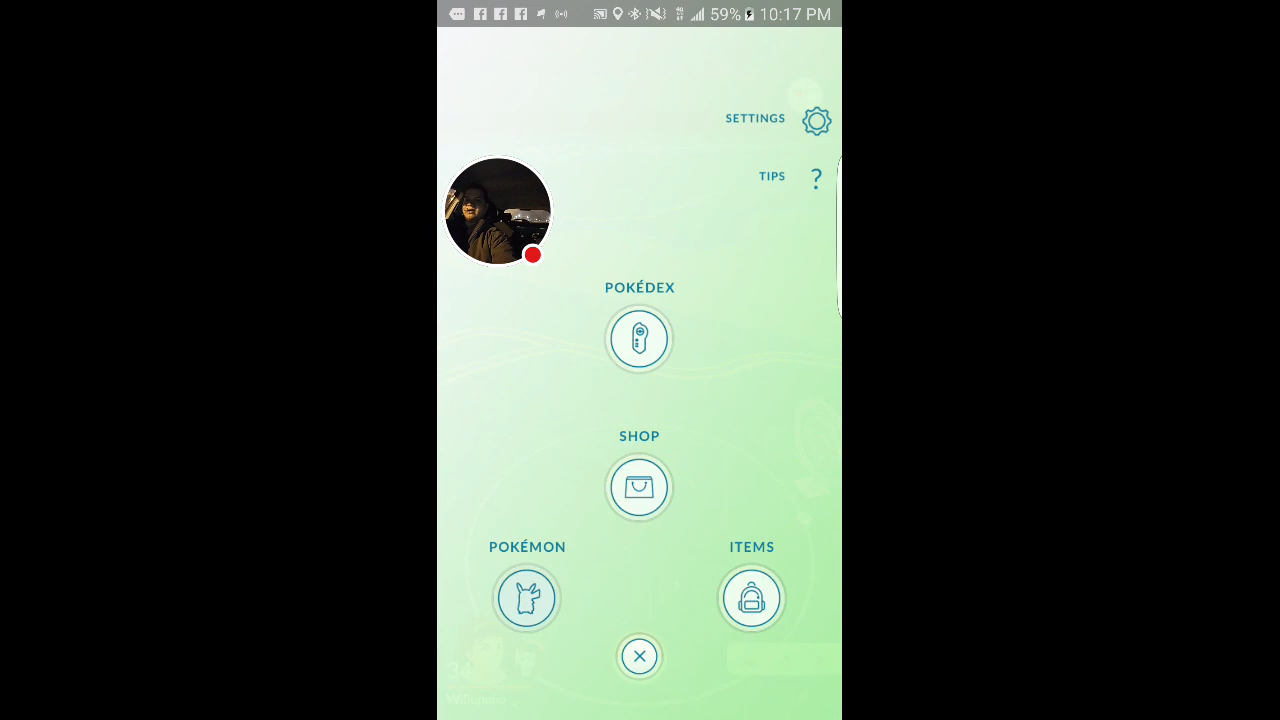 59% 10:17 PM
SETTINGS
TIPS
POKÉDEX
SHOP
POKÉMON
ITEMS